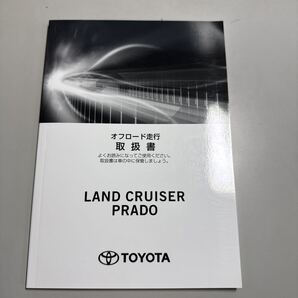 オフロード走行
取扱書
よくお読みになってご使用ください。
取扱書は車の中に保管しましょう。
LAND CRUISER
PRADO
TOYOTA